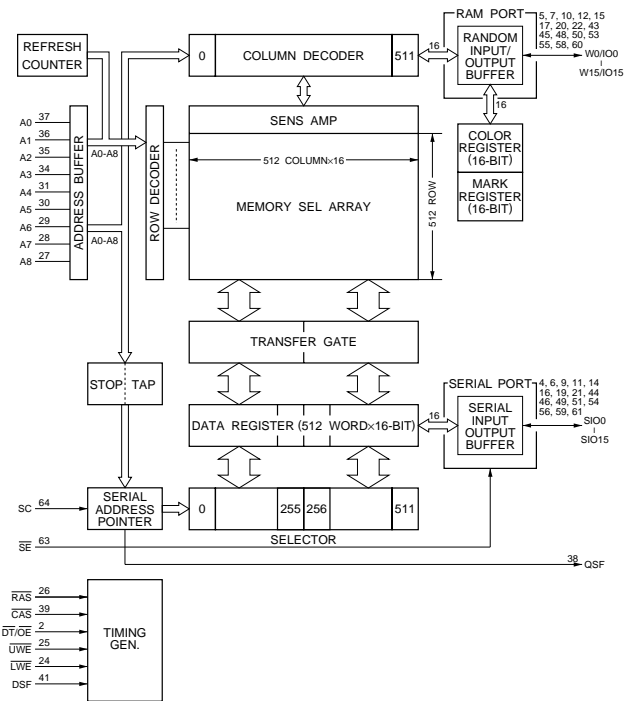 REFRESH
COUNTER
0
COLUMN DECODER
511
16
RAM PORT
RANDOM
INPUT/
OUTPUT
BUFFER
5, 7, 10, 12, 15
17, 20, 22, 43
45, 48, 50, 53
55, 58, 60
W0/IO0
W15/IO15
16
COLOR
REGISTER
(16-BIT)
MARK
REGISTER
(16-BIT)
SENS AMP
512 COLUMN×16
MEMORY SEL ARRAY
512 ROW
ROW DECODER
ADDRESS BUFFER
A0-A8
A0-A8
A0 37
A1 36
A2 35
A3 34
A4 31
A5 30
A6 29
A7 28
A8 27
TRANSFER GATE
STOP TAP
DATA REGISTER (512 WORD×16-BIT)
16
SERIAL PORT
SERIAL
INPUT
OUTPUT
BUFFER
4, 6, 9, 11, 14
16, 19, 21, 44
46, 49, 51, 54
56, 59, 61
SIO0
SIO15
SC 64
SERIAL
ADDRESS
POINTER
0
255
256
511
SELECTOR
SE 63
38 QSF
RAS 26
CAS 39
DT/OE 2
UWE 25
LWE 24
DSF 41
TIMING
GEN.